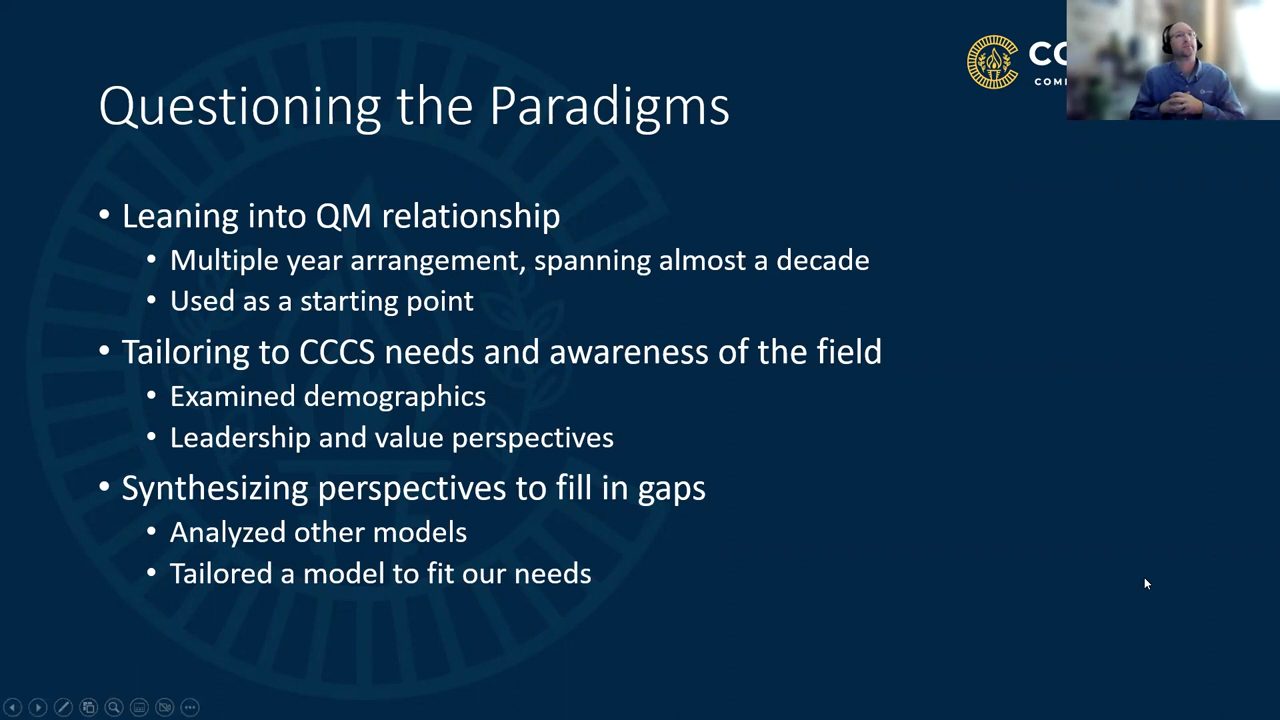 Questioning the Paradigms
• Leaning into QM relationship
• Multiple year arrangement, spanning almost a decade
• Used as a starting point
• Tailoring to CCCS needs and awareness of the field
• Examined demographics
• Leadership and value perspectives
• Synthesizing perspectives to fill in gaps
• Analyzed other models
• Tailored a model to fit our needs